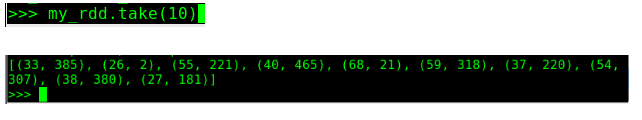 >>> my_rdd.take(10)
[(33, 385), (26, 2), (55, 221), (40, 465), (68, 21), (59, 318), (37, 220), (54,
307), (38, 380), (27, 181)]
>>>